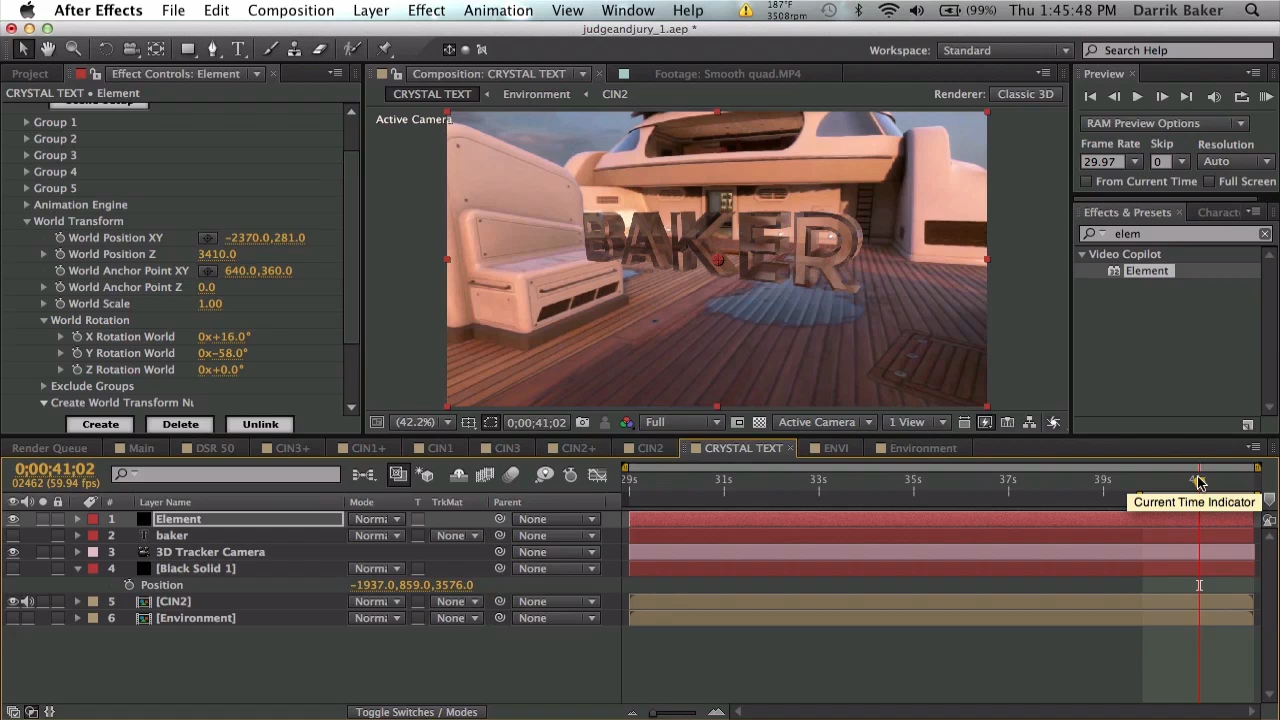 After Effects File Edit Composition Layer Effect Animation View Window Help 187°F 3508rpm (99%) Thu 1:45:48 PM Darrik Baker
judgeandjury_1.aep *
T Workspace: Standard Search Help
Project Effect Controls: Element Composition: CRYSTAL TEXT Footage: Smooth quad.MP4 Preview
CRYSTAL TEXT • Element CRYSTAL TEXT Environment CIN2 Renderer: Classic 3D
Active Camera
Group 1
Group 2
Group 3
Group 4
Group 5
Animation Engine
World Transform
World Position XY -2370.0,281.0
World Position Z 3410.0
World Anchor Point XY 640.0,360.0
World Anchor Point Z 0.0
World Scale 1.00
World Rotation
X Rotation World 0x+16.0°
Y Rotation World 0x-58.0°
Z Rotation World 0x+0.0°
Exclude Groups
Create World Transform Nu
Create Delete Unlink
BAKER
(42.2%) 0;00;41;02 Full Active Camera 1 View
RAM Preview Options
Frame Rate Skip Resolution
29.97 0 Auto
From Current Time Full Screen
Effects & Presets Charact
elem
Video Copilot
Element
Render Queue Main DSR 50 CIN3+ CIN1+ CIN1 CIN3 CIN2+ CIN2 CRYSTAL TEXT ENVI Environment
0;00;41;02
02462 (59.94 fps)
29s 31s 33s 35s 37s 39s
# Layer Name Mode T TrkMat Parent
Current Time Indicator
1 Element Norma None
2 T baker Norma None None
3 3D Tracker Camera None
4 [Black Solid 1] Norma None None
Position -1937.0,859.0,3576.0
5 [CIN2] Norma None None
6 [Environment] Norma None None
Toggle Switches / Modes